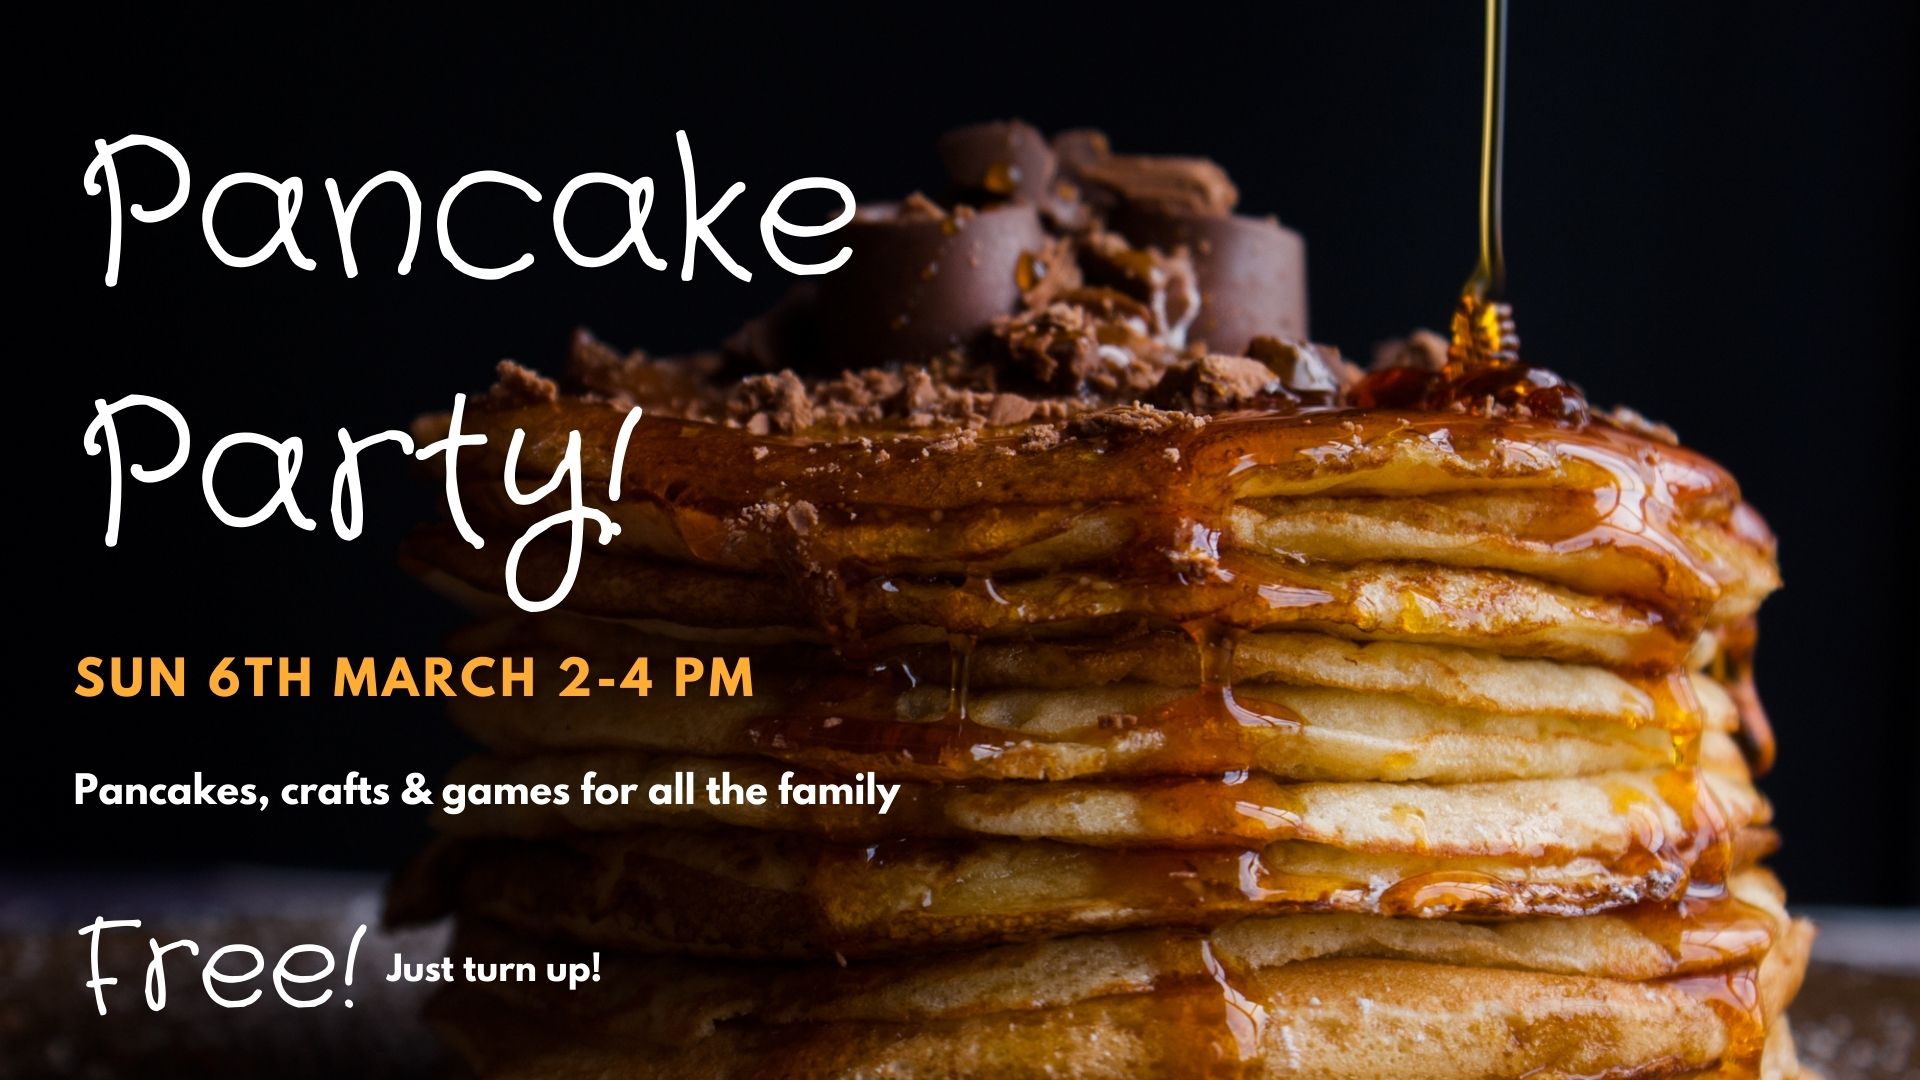 Pancake
Party!
SUN 6TH MARCH 2-4 PM
Pancakes, crafts & games for all the family
Free! Just turn up!